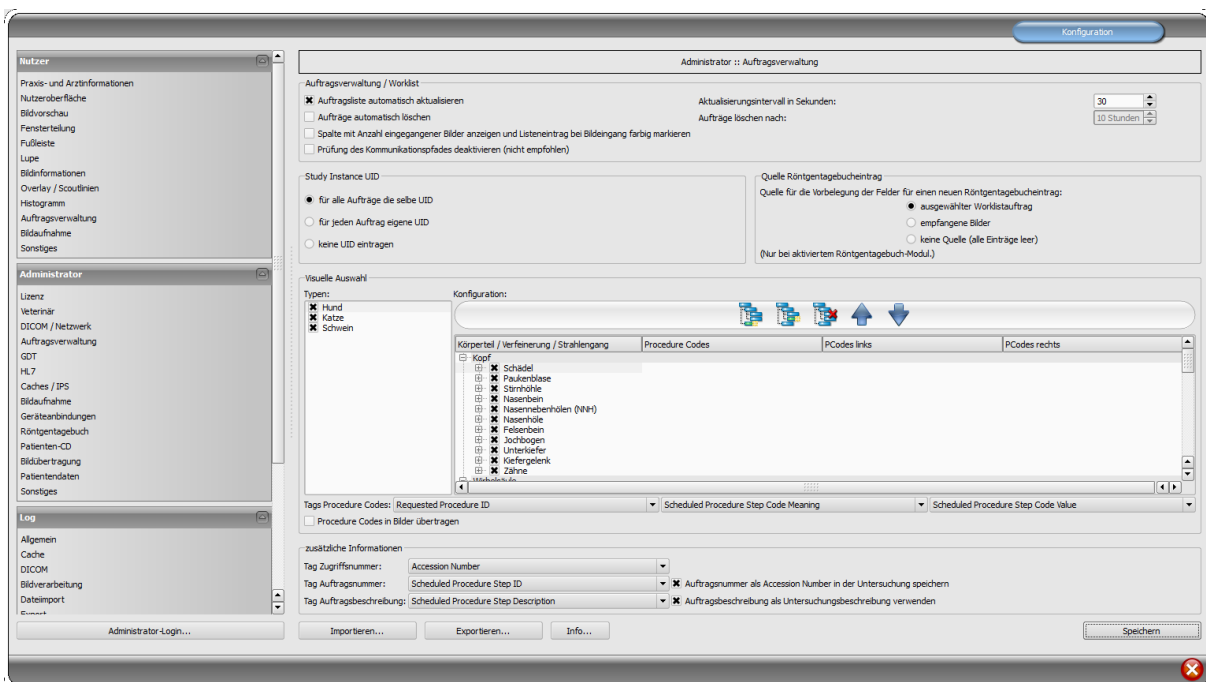 Konfiguration
Nutzer
Praxis- und Arztinformationen
Nutzeroberfläche
Bildvorschau
Fensterteilung
Fußleiste
Lupe
Bildinformationen
Overlay / Scoutlinien
Histogramm
Auftragsverwaltung
Bildaufnahme
Sonstiges
Administrator
Lizenz
Veterinär
DICOM / Netzwerk
Auftragsverwaltung
GDT
HL7
Caches / IPS
Bildaufnahme
Geräteanbindungen
Röntgentagebuch
Patienten-CD
Bildübertragung
Patientendaten
Sonstiges
Log
Allgemein
Cache
DICOM
Bildverarbeitung
Dateiimport
Export
Administrator-Login...
Administrator :: Auftragsverwaltung
Auftragsverwaltung / Worklist
Auftragsliste automatisch aktualisieren
Aktualisierungsintervall in Sekunden:
30
Aufträge automatisch löschen
Aufträge löschen nach:
10 Stunden
Spalte mit Anzahl eingegangener Bilder anzeigen und Listeneintrag bei Bildeingang farbig markieren
Prüfung des Kommunikationspfades deaktivieren (nicht empfohlen)
Study Instance UID
für alle Aufträge die selbe UID
für jeden Auftrag eigene UID
keine UID eintragen
Quelle Röntgentagebucheintrag
Quelle für die Vorbelegung der Felder für einen neuen Röntgentagebucheintrag:
ausgewählter Worklistauftrag
empfangene Bilder
keine Quelle (alle Einträge leer)
(Nur bei aktiviertem Röntgentagebuch-Modul.)
Visuelle Auswahl
Typen:
Hund
Katze
Schwein
Konfiguration:
Körperteil / Verfeinerung / Strahlengang
Procedure Codes
PCodes links
PCodes rechts
Kopf
Schädel
Paukenblase
Stirnhöhle
Nasenbein
Nasennebenhölen (NNH)
Nasenhöle
Felsenbein
Jochbogen
Unterkiefer
Kiefergelenk
Zähne
Wirbelsäule
Tags Procedure Codes:
Requested Procedure ID
Scheduled Procedure Step Code Meaning
Scheduled Procedure Step Code Value
Procedure Codes in Bilder übertragen
zusätzliche Informationen
Tag Zugriffsnummer:
Accession Number
Tag Auftragsnummer:
Scheduled Procedure Step ID
Auftragsnummer als Accession Number in der Untersuchung speichern
Tag Auftragsbeschreibung:
Scheduled Procedure Step Description
Auftragsbeschreibung als Untersuchungsbeschreibung verwenden
Importieren...
Exportieren...
Info...
Speichern